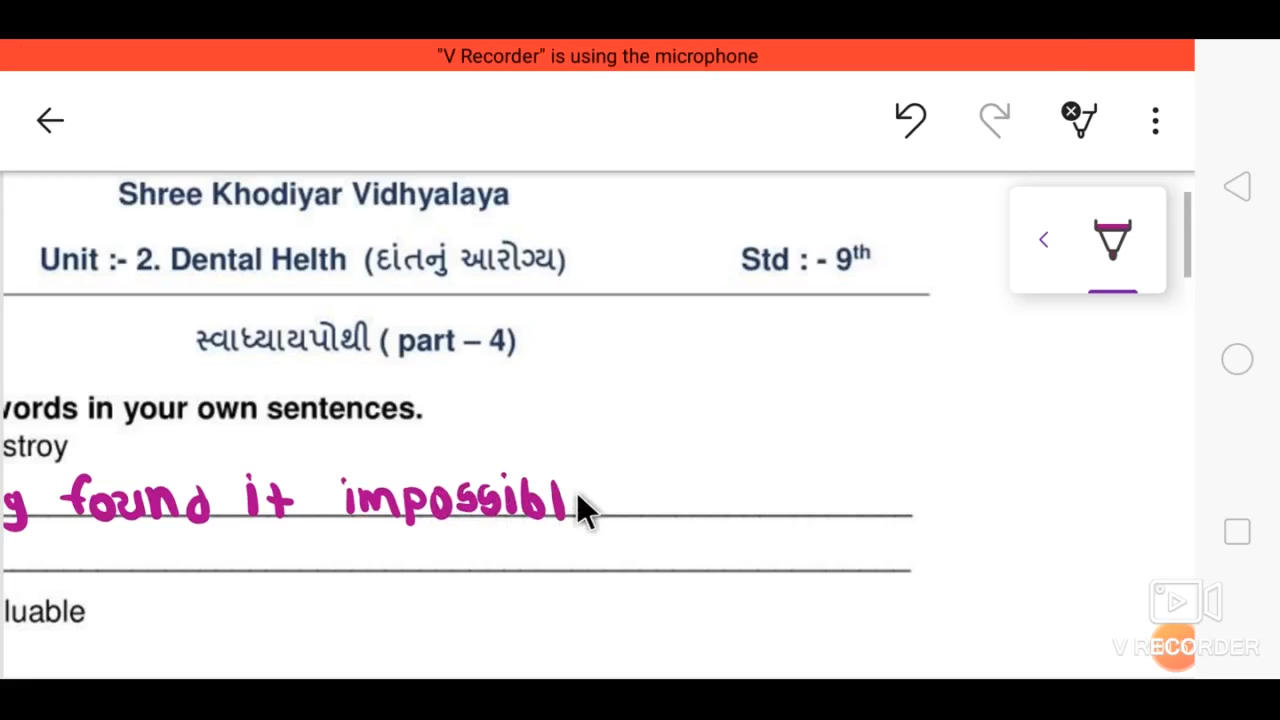 "V Recorder" is using the microphone
Shree Khodiyar Vidhyalaya
Unit :- 2. Dental Helth (દાંતનું આરોગ્ય) Std : - 9th
સ્વાધ્યાયપોથી ( part – 4)
words in your own sentences.
stroy
g found it impossibl
luable
V RECORDER